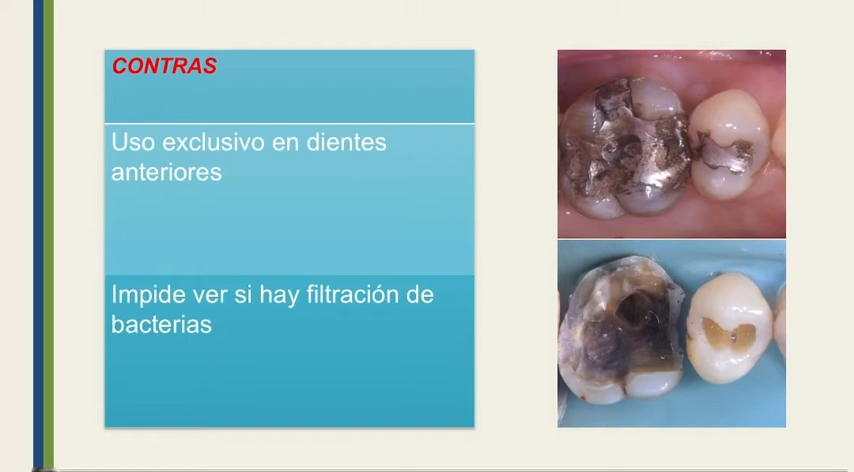 CONTRAS
Uso exclusivo en dientes
anteriores
Impide ver si hay filtración de
bacterias